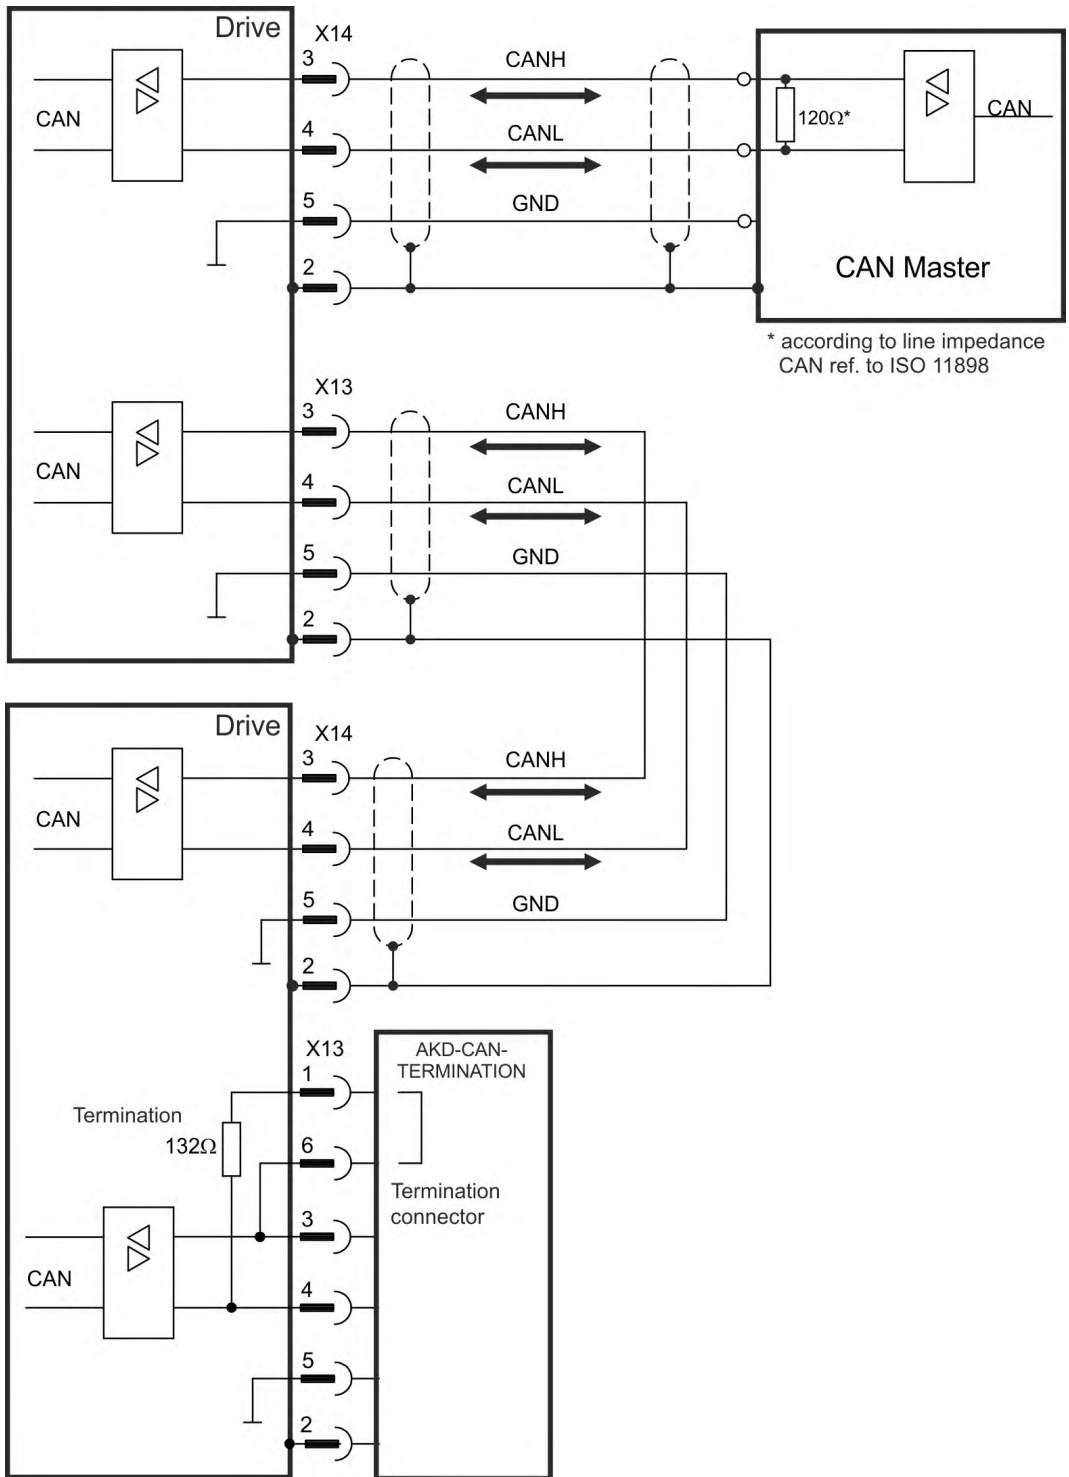 Drive
X14
3
CANH
CAN
120Ω*
CAN
4
CANL
5
GND
2
CAN Master
* according to line impedance
CAN ref. to ISO 11898
X13
3
CANH
CAN
4
CANL
5
GND
2
Drive
X14
3
CANH
CAN
4
CANL
5
GND
2
X13
AKD-CAN-
TERMINATION
1
Termination
132Ω
6
Termination
connector
3
CAN
4
5
2